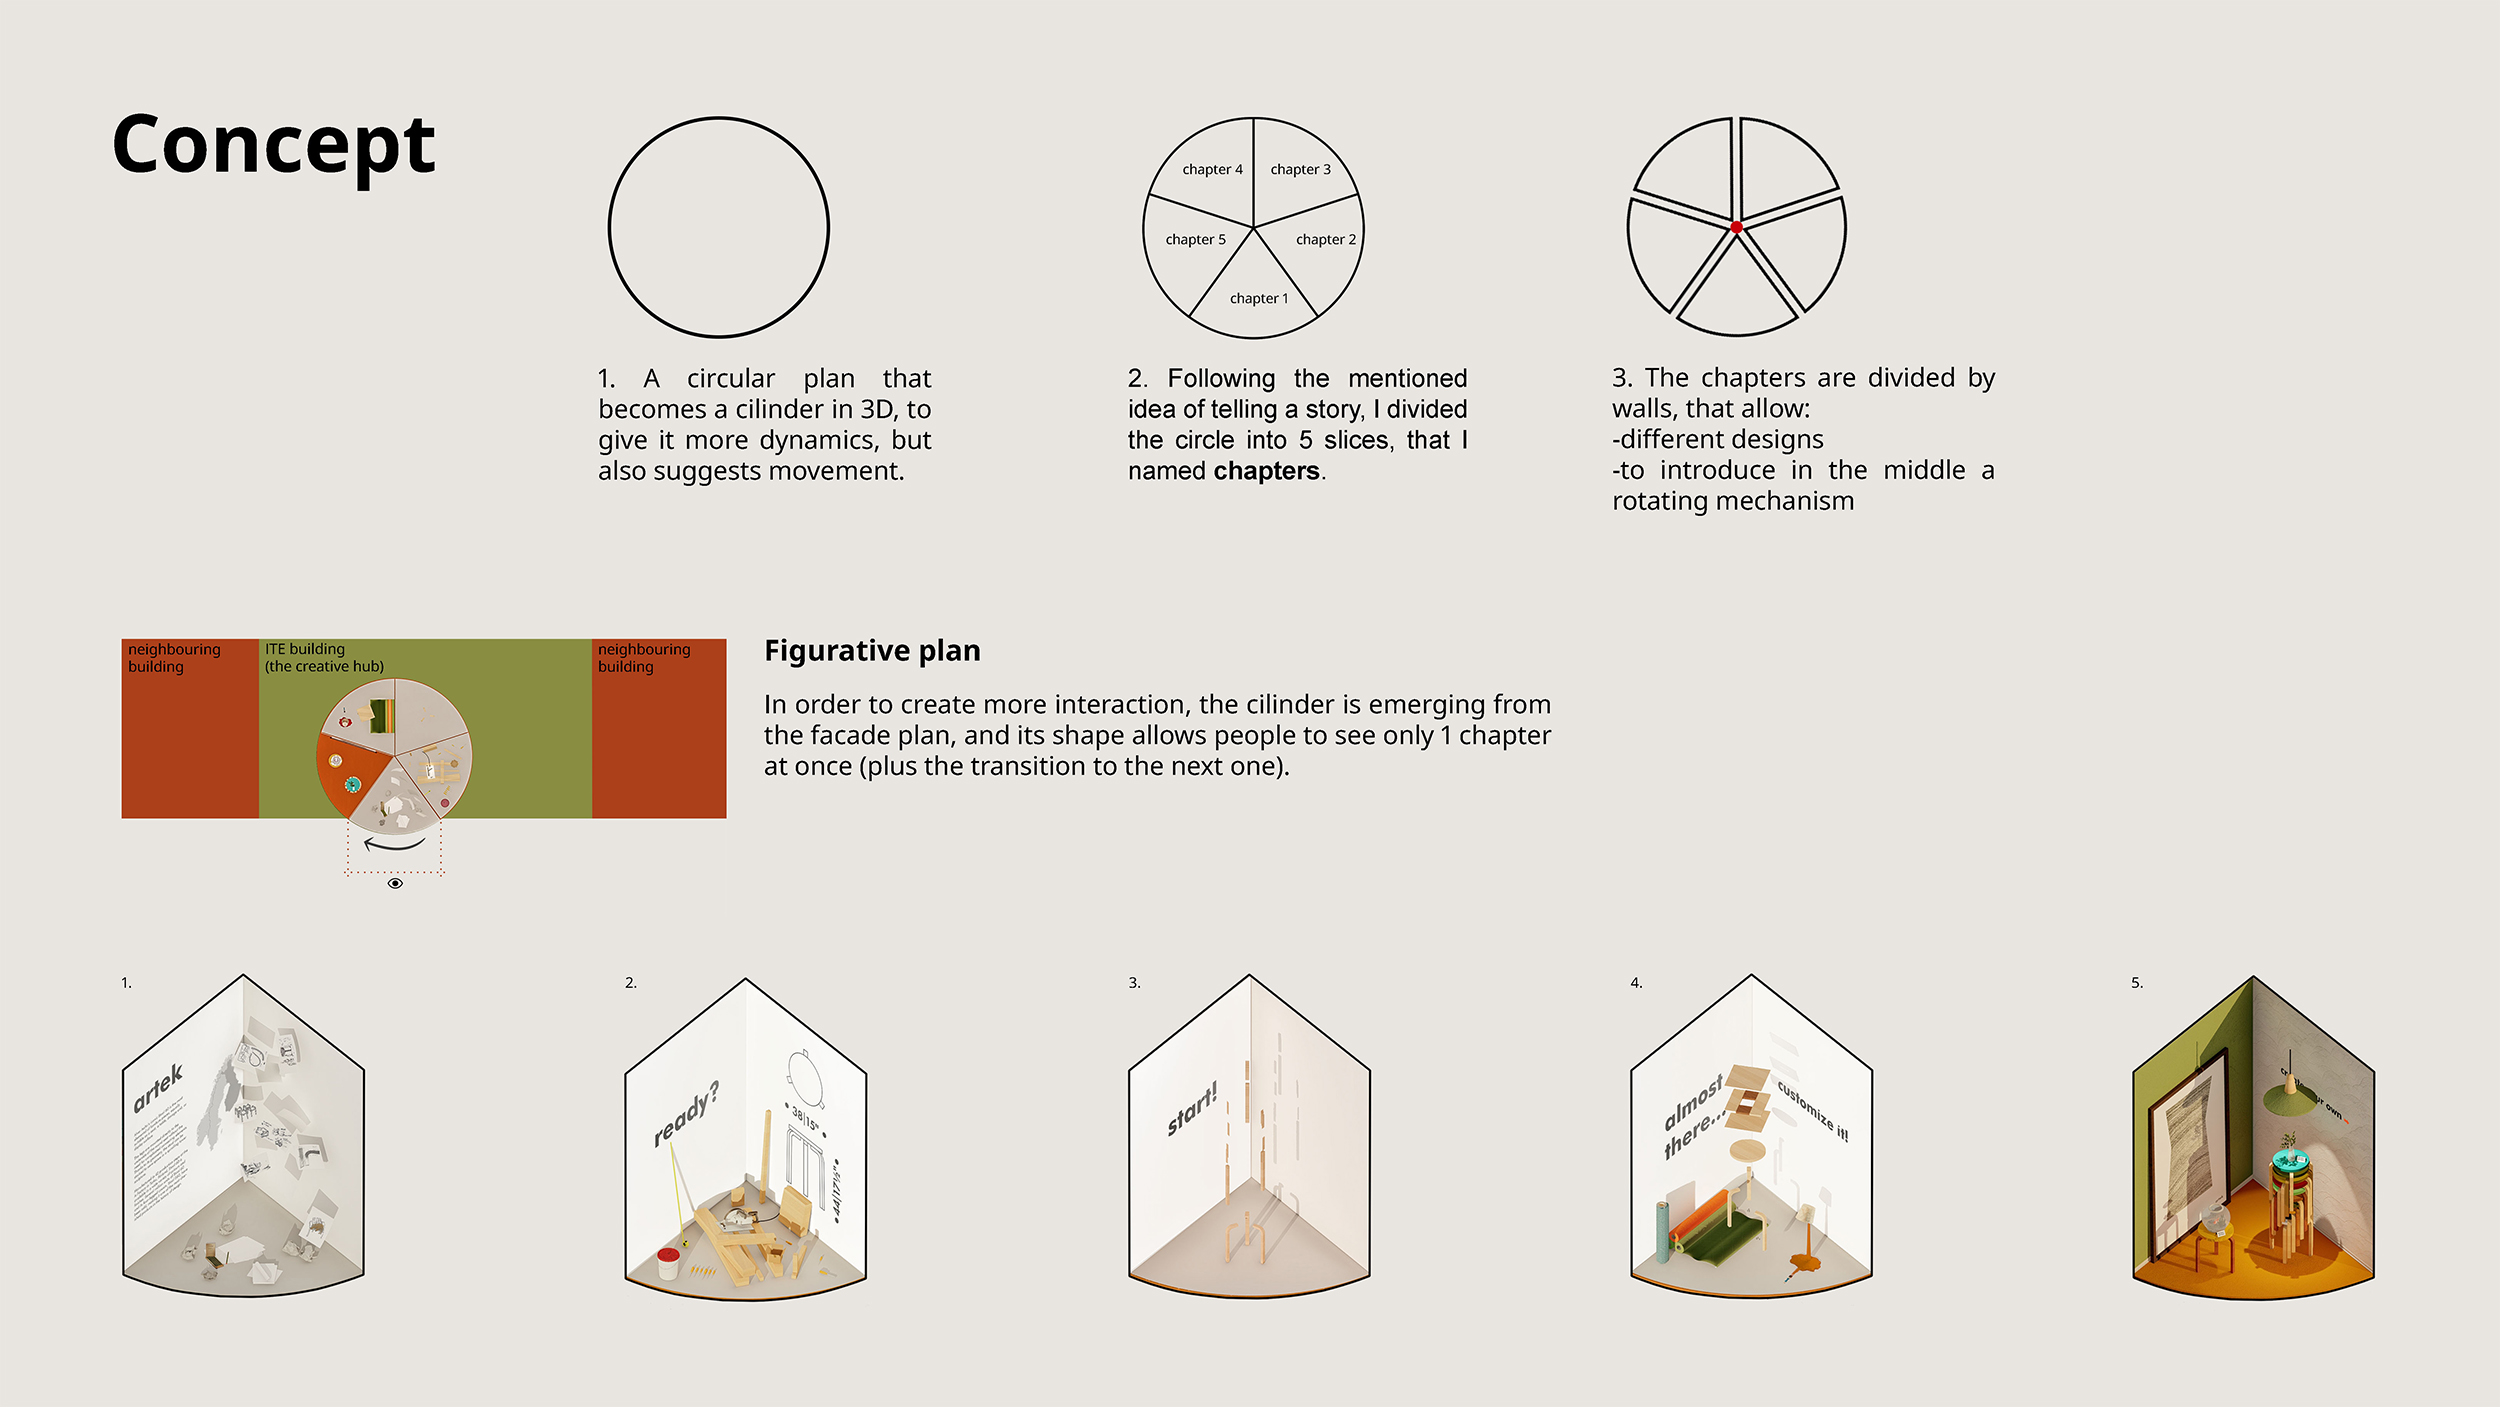 Concept
chapter 4
chapter 3
chapter 5
chapter 2
chapter 1
1. A circular plan that
becomes a cilinder in 3D, to
give it more dynamics, but
also suggests movement.
2. Following the mentioned
idea of telling a story, I divided
the circle into 5 slices, that I
named chapters.
3. The chapters are divided by
walls, that allow:
-different designs
-to introduce in the middle a
rotating mechanism
neighbouring
building
ITE building
(the creative hub)
neighbouring
building
Figurative plan
In order to create more interaction, the cilinder is emerging from
the facade plan, and its shape allows people to see only 1 chapter
at once (plus the transition to the next one).
1.
artek
2.
ready?
38|15"
3.
start!
4.
almost
there...
customize it!
5.
own